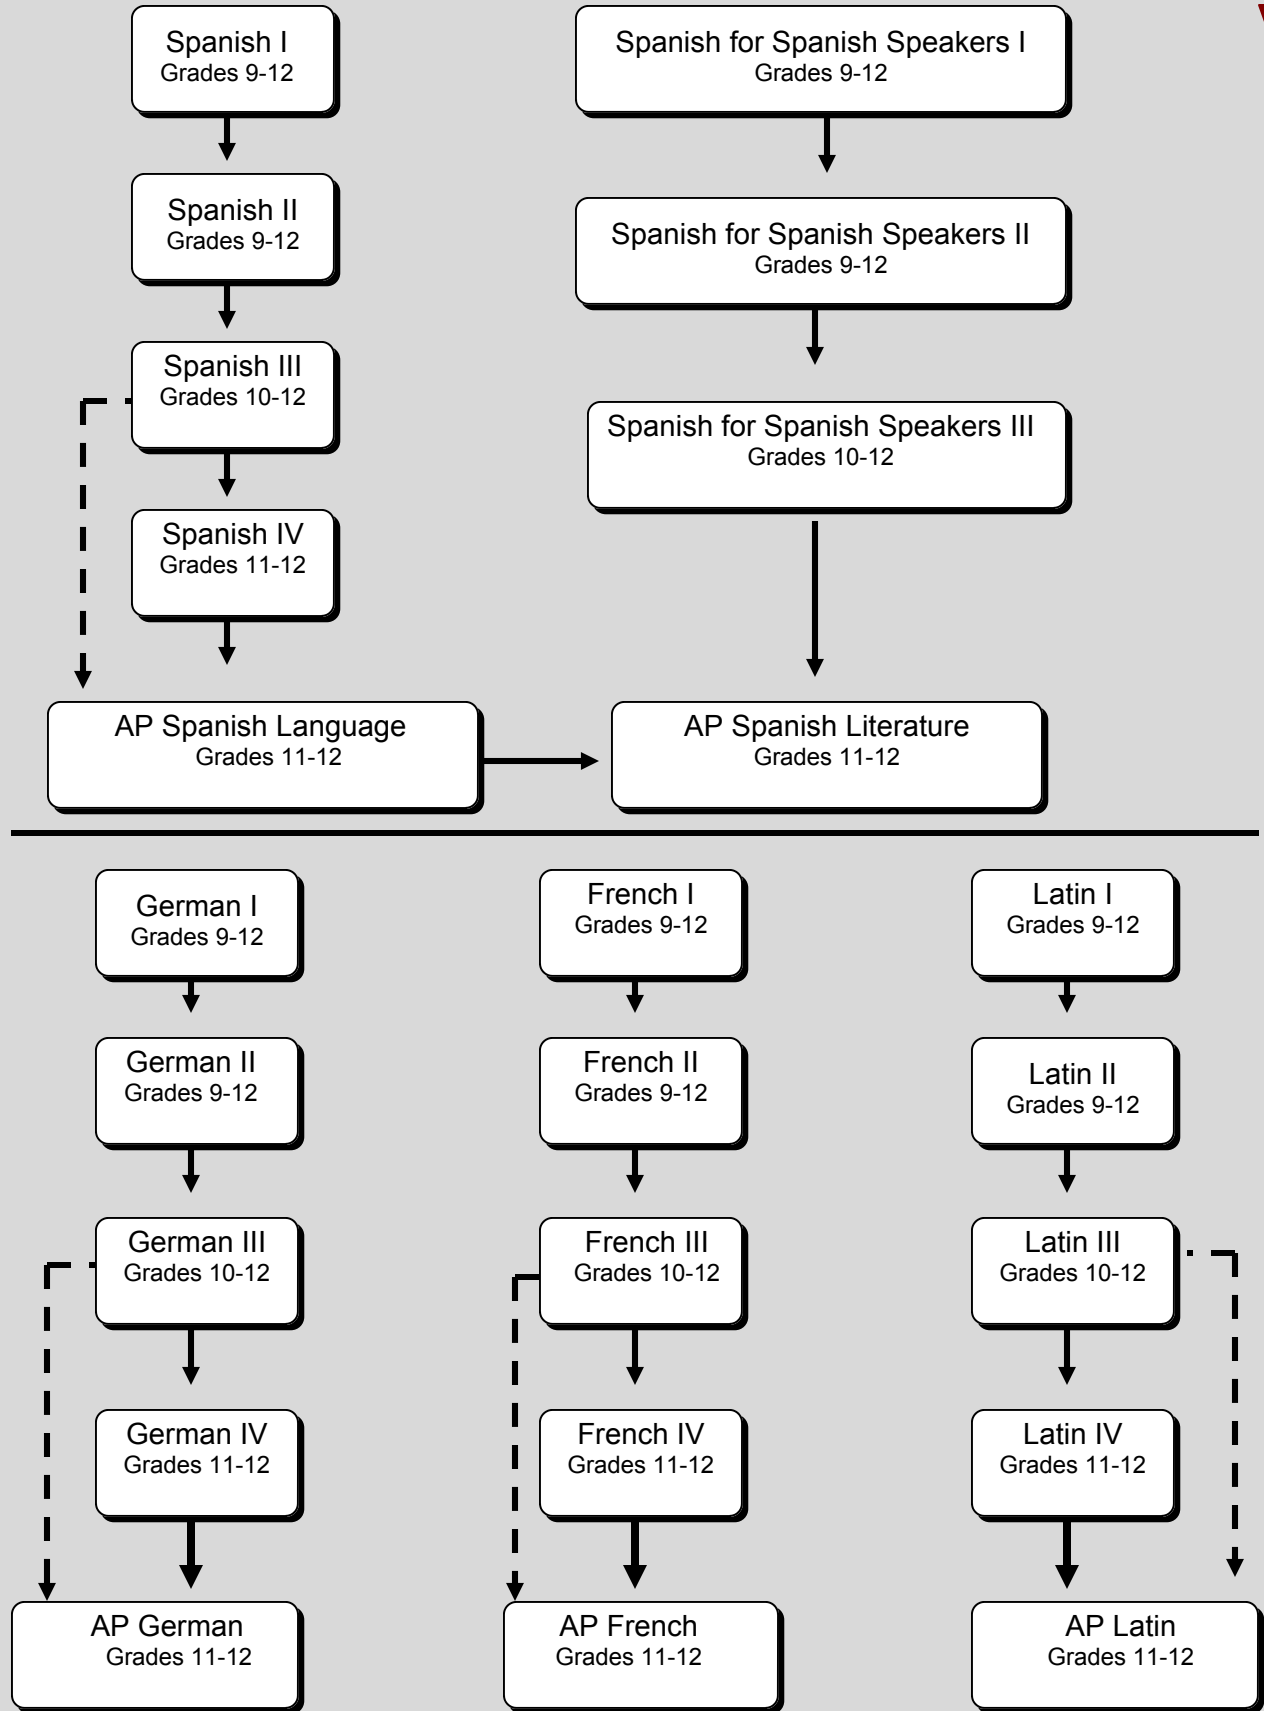 Spanish I
Grades 9-12
Spanish for Spanish Speakers I
Grades 9-12
Spanish II
Grades 9-12
Spanish for Spanish Speakers II
Grades 9-12
Spanish III
Grades 10-12
Spanish for Spanish Speakers III
Grades 10-12
Spanish IV
Grades 11-12
AP Spanish Language
Grades 11-12
AP Spanish Literature
Grades 11-12
German I
Grades 9-12
French I
Grades 9-12
Latin I
Grades 9-12
German II
Grades 9-12
French II
Grades 9-12
Latin II
Grades 9-12
German III
Grades 10-12
French III
Grades 10-12
Latin III
Grades 10-12
German IV
Grades 11-12
French IV
Grades 11-12
Latin IV
Grades 11-12
AP German
Grades 11-12
AP French
Grades 11-12
AP Latin
Grades 11-12